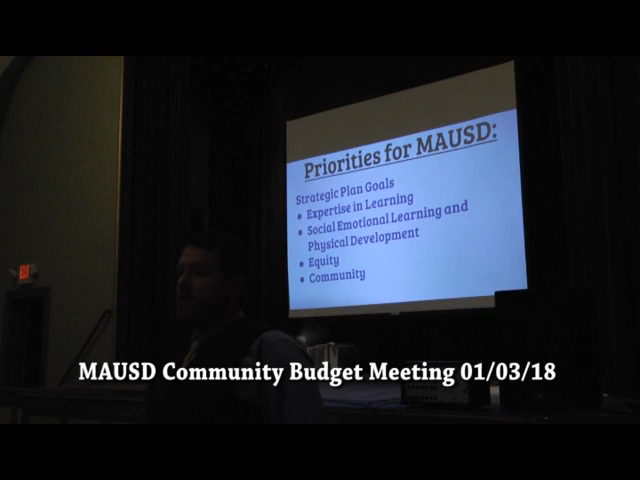 Priorities for MAUSD:
Strategic Plan Goals
● Expertise in Learning
● Social Emotional Learning and
Physical Development
● Equity
● Community
EXIT
MAUSD Community Budget Meeting 01/03/18